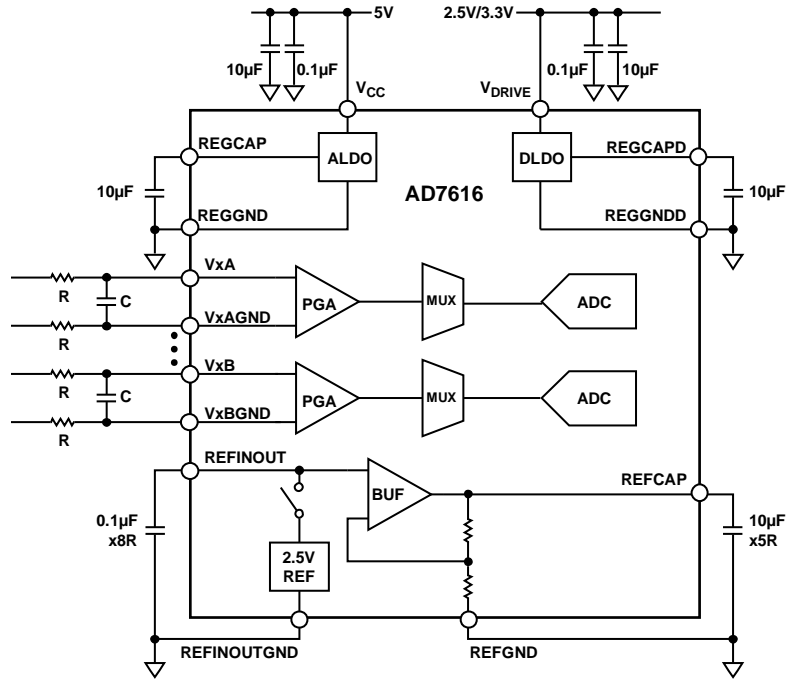 5V
2.5V/3.3V
10µF
0.1µF
0.1µF
10µF
VCC
VDRIVE
REGCAP
ALDO
DLDO
REGCAPD
10µF
AD7616
10µF
REGGND
REGGNDD
VxA
R
C
PGA
MUX
ADC
VxAGND
R
VxB
R
C
PGA
MUX
ADC
VxBGND
R
REFINOUT
REFCAP
BUF
0.1µF
x8R
10µF
x5R
2.5V
REF
REFINOUTGND
REFGND